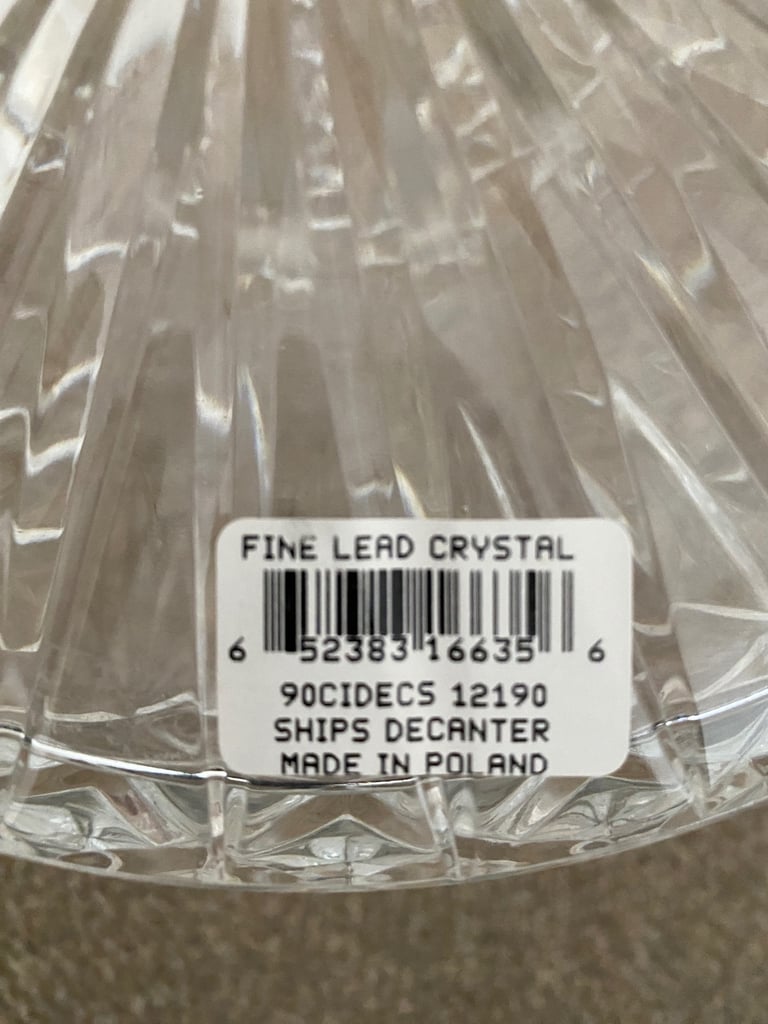 FINE LEAD CRYSTAL
6 52383 16635 6
90CIDECS 12190
SHIPS DECANTER
MADE IN POLAND